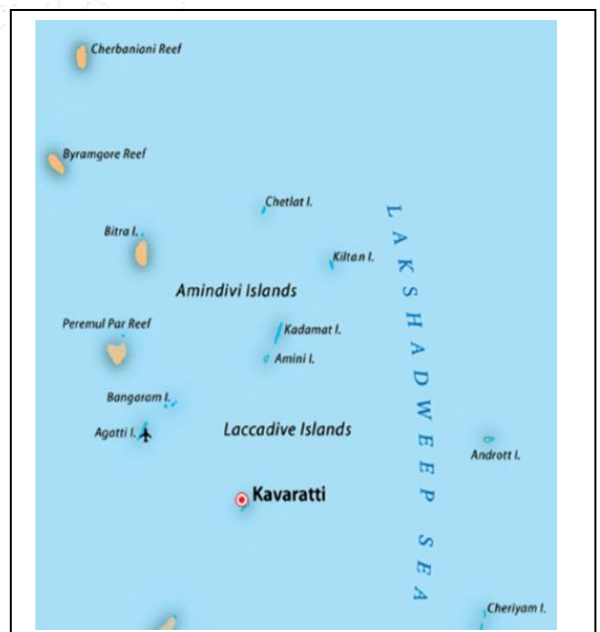 Cherbaniani Reef
Byramgore Reef
Chetlat I.
Bitra I.
Kiltan I.
Amindivi Islands
Peremul Par Reef
Kadamat I.
Amini I.
Bangaram I.
Laccadive Islands
Agatti I.
Andrott I.
Kavaratti
LAKSHADWEEP SEA
Cheriyam I.